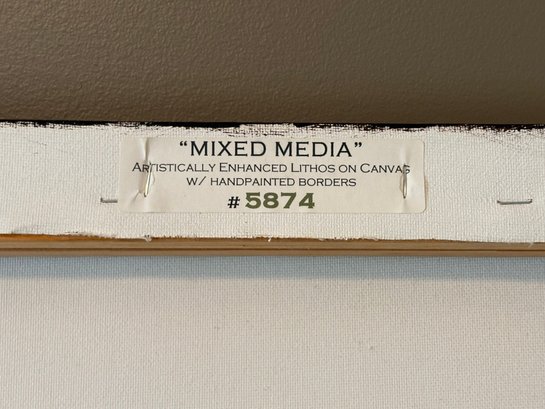 "MIXED MEDIA"
ARTISTICALLY ENHANCED LITHOS ON CANVAS
W/ HANDPAINTED BORDERS
# 5874